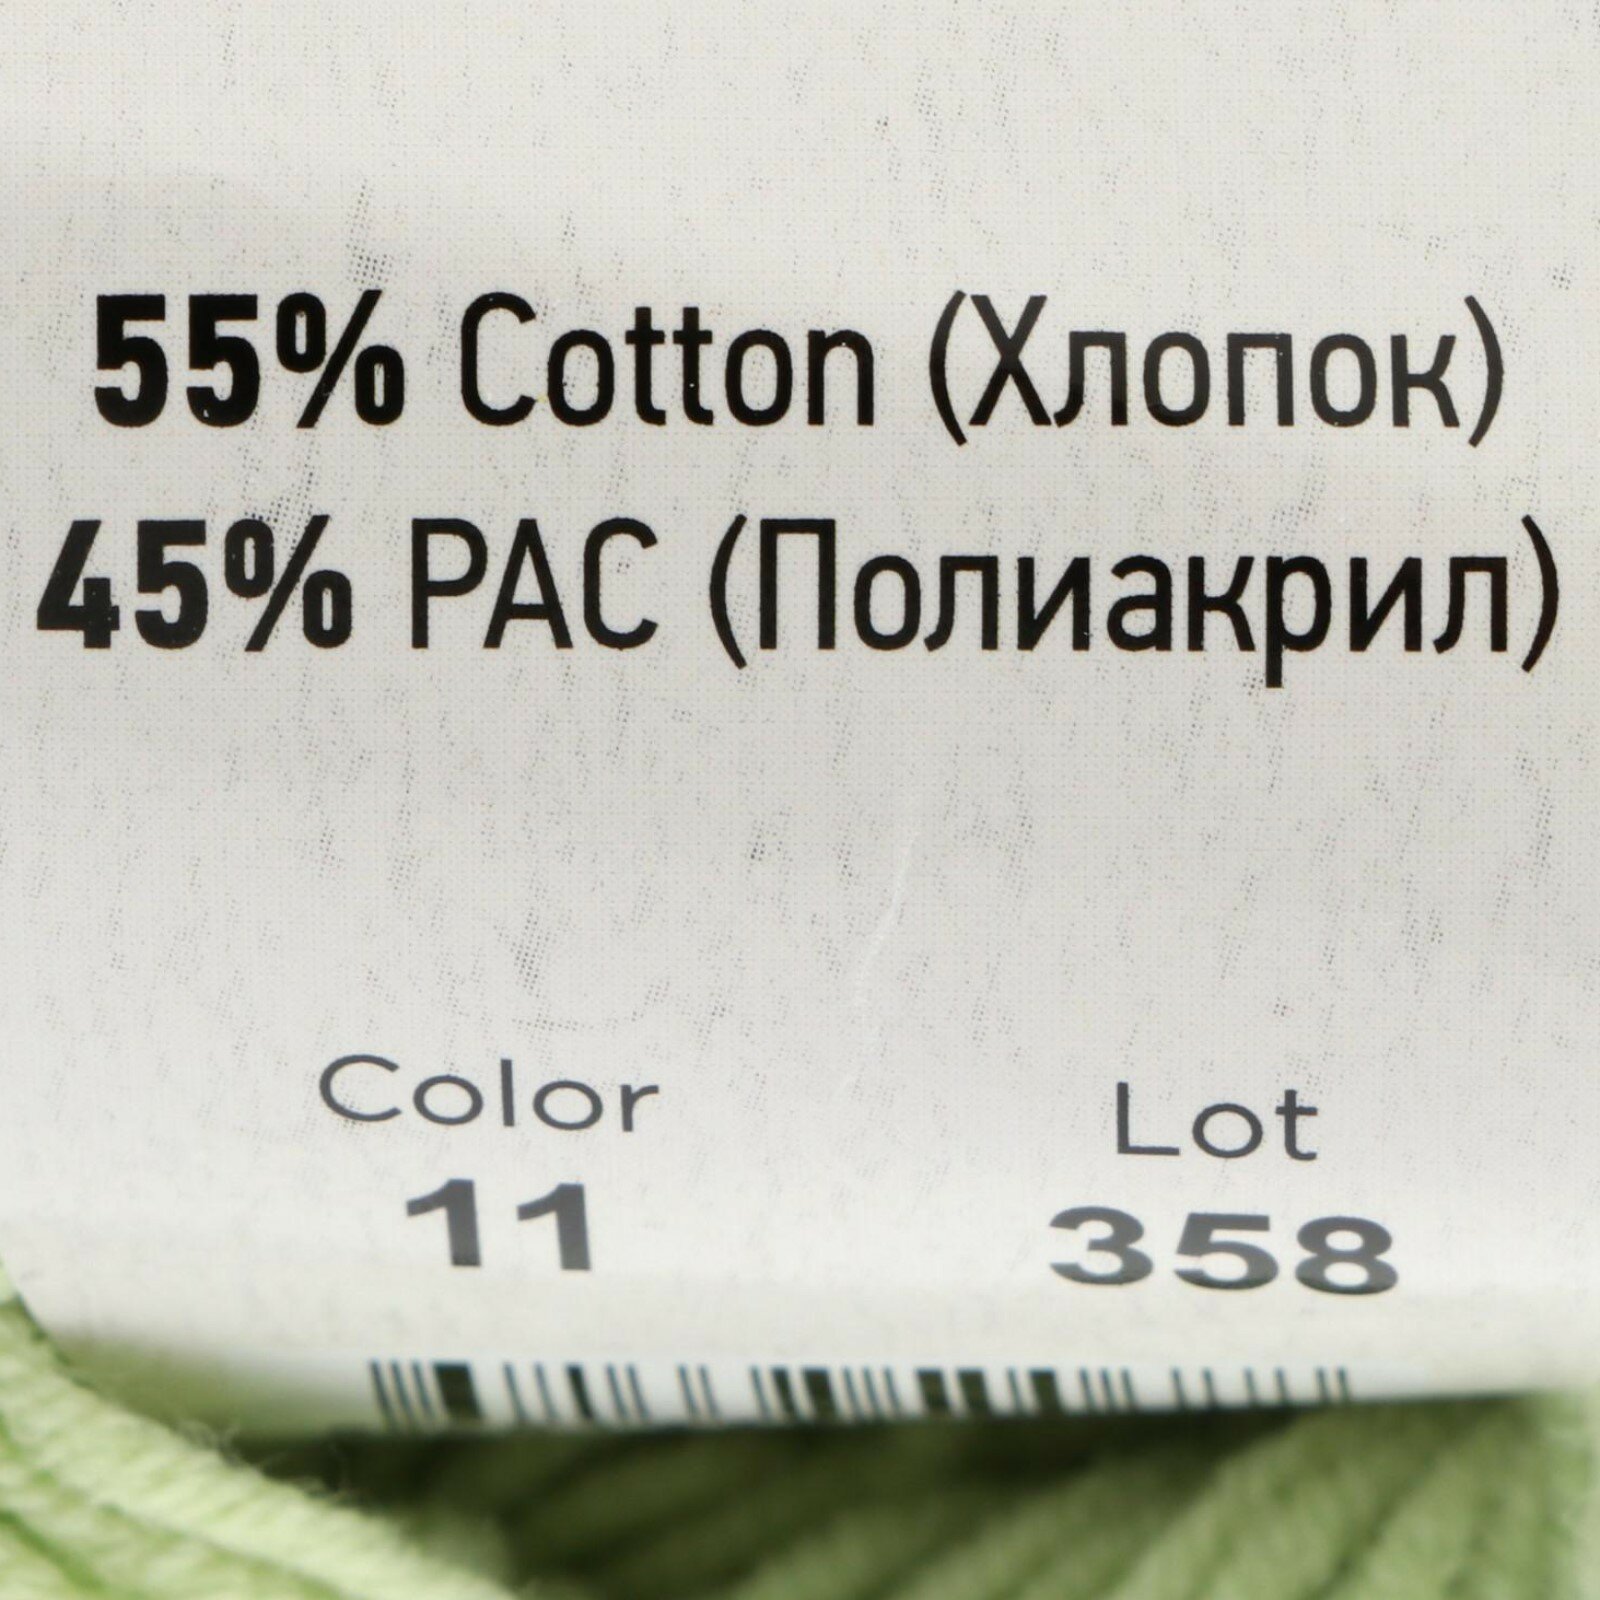 55% Cotton (Хлопок)
45% PAC (Полиакрил)
Color Lot
11 358